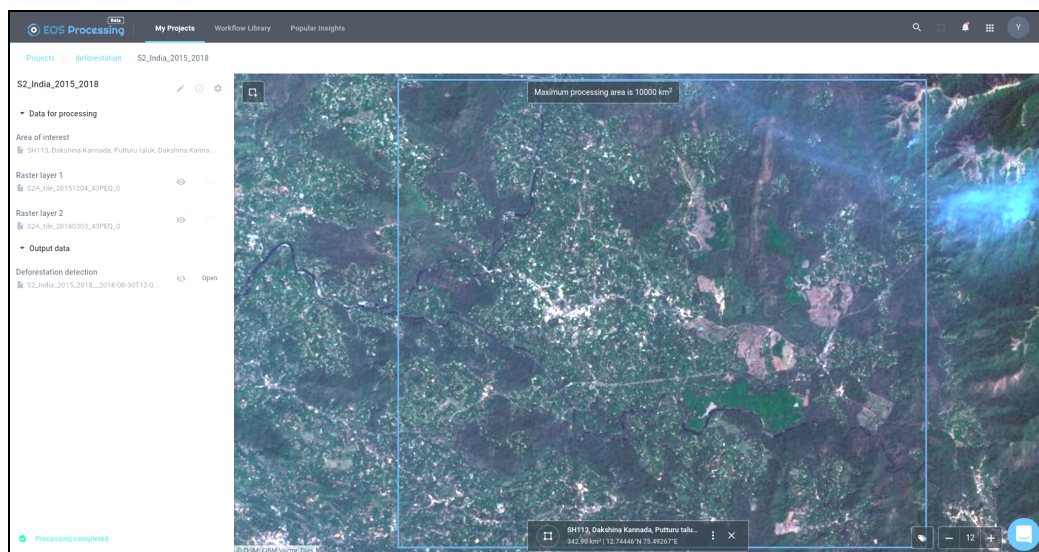 EOS Processing Beta My Projects Workflow Library Popular Insights Y
Projects deforestation S2_India_2015_2018
S2_India_2015_2018
Maximum processing area is 10000 km²
Data for processing
Area of interest
SH113, Dakshina Kannada, Putturu taluk, Dakshina Kanna...
Raster layer 1
S2A_tile_20151204_43PEQ_0
Raster layer 2
S2A_tile_20180303_43PEQ_0
Output data
Deforestation detection
Open
S2_India_2015_2018__2018-08-30T12-0...
SH113, Dakshina Kannada, Putturu talu...
342.90 km² | 12.74446°N 75.49267°E
12
Processing completed
© OSM, OSM Vector Tiles